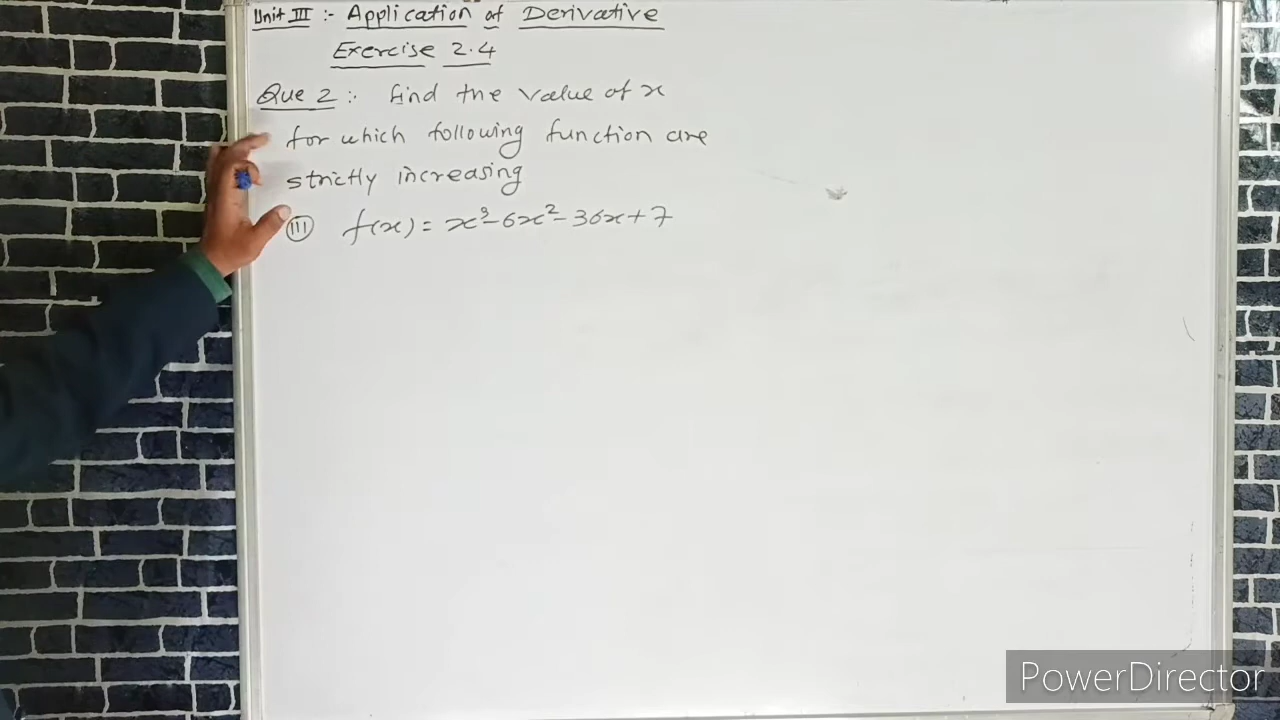 Unit III :- Application of Derivative
Exercise 2.4
Que 2 :- Find the value of x
for which following function are
strictly increasing
(III) f(x) = x³-6x²-36x+7
PowerDirector